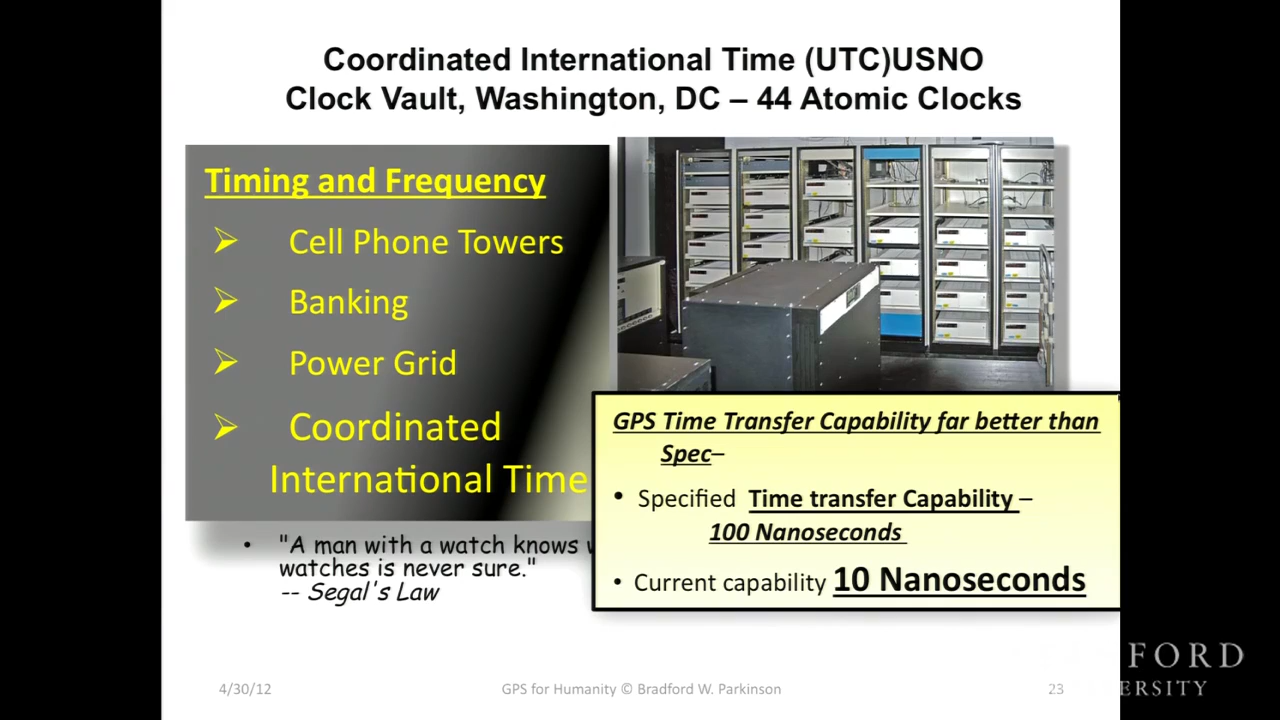 Coordinated International Time (UTC)USNO
Clock Vault, Washington, DC – 44 Atomic Clocks
Timing and Frequency
➢ Cell Phone Towers
➢ Banking
➢ Power Grid
➢ Coordinated
International Time
GPS Time Transfer Capability far better than
Spec–
• Specified Time transfer Capability –
100 Nanoseconds
• Current capability 10 Nanoseconds
• "A man with a watch knows
watches is never sure."
-- Segal's Law
4/30/12
GPS for Humanity © Bradford W. Parkinson
23
FORD
ERSITY